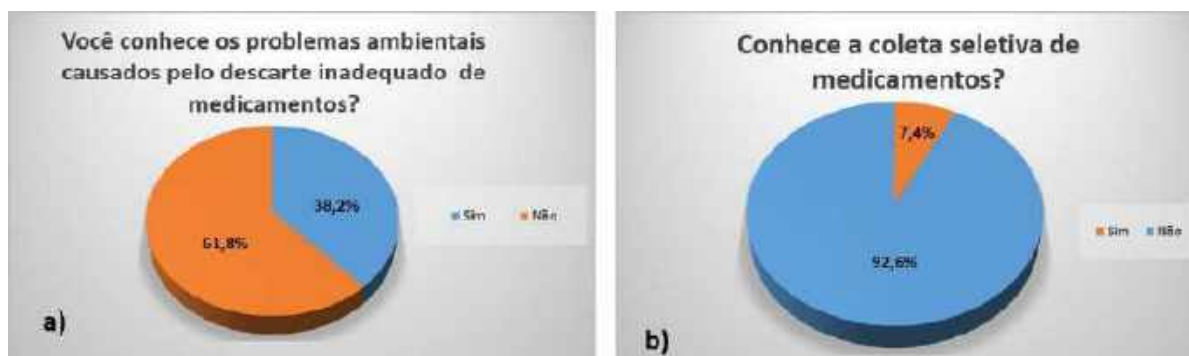 Você conhece os problemas ambientais
causados pelo descarte inadequado de
medicamentos?
38,2%
61,8%
Sim Não
a)
Conhece a coleta seletiva de
medicamentos?
7,4%
92,6%
Sim Não
b)